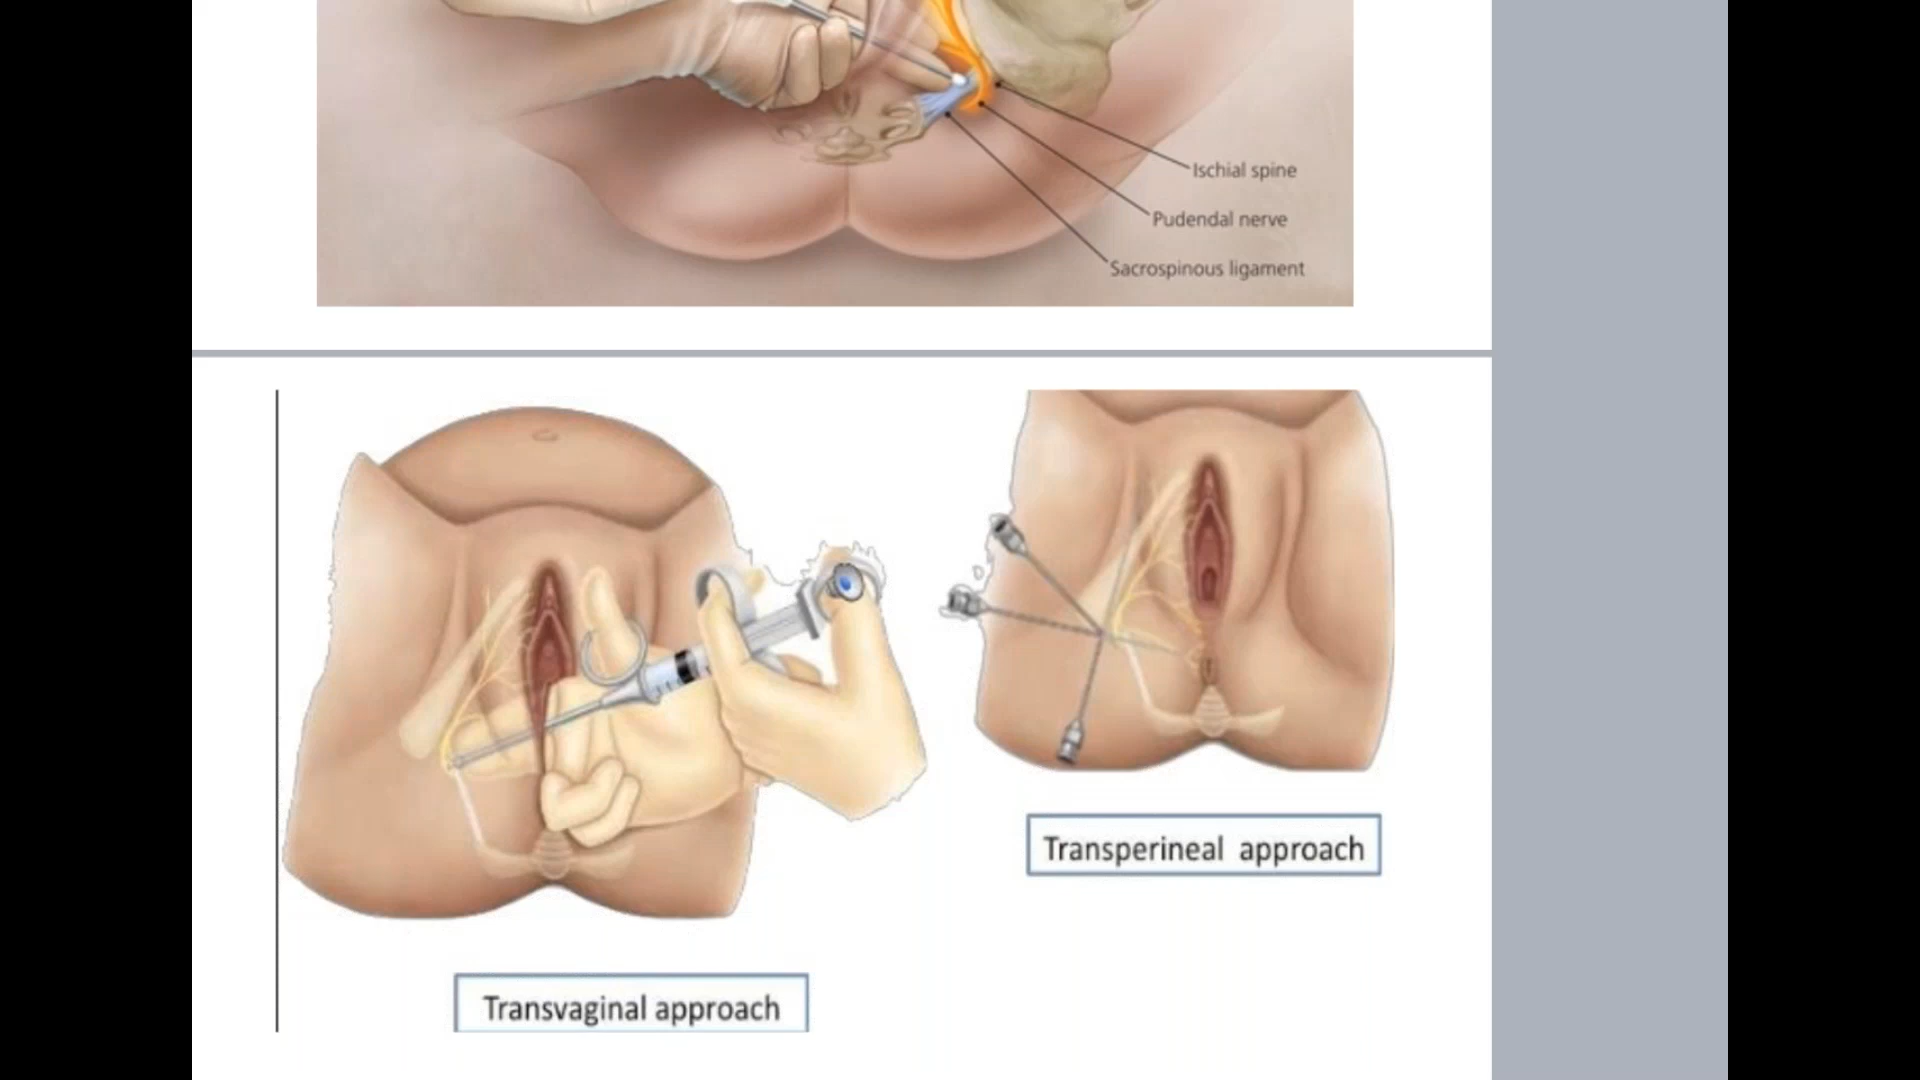 Ischial spine
Pudendal nerve
Sacrospinous ligament
Transperineal approach
Transvaginal approach